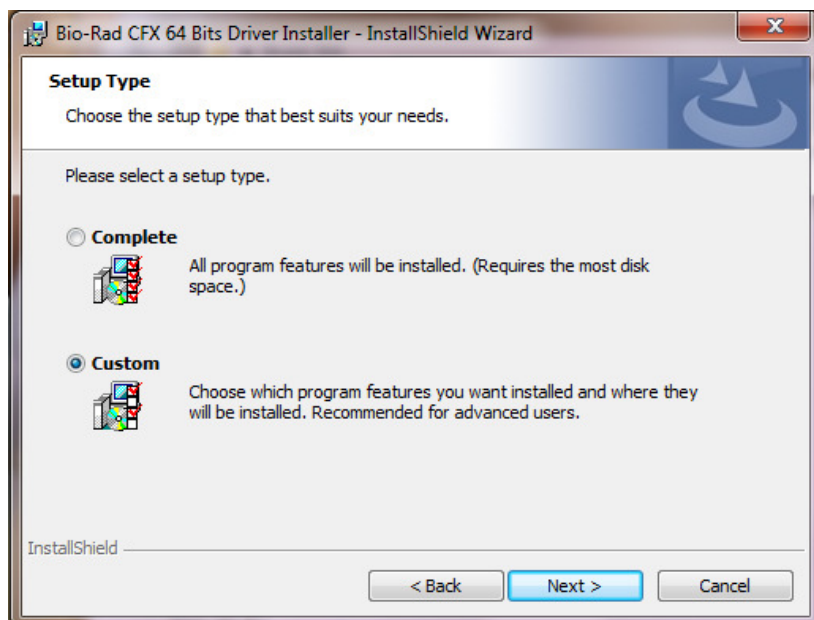 Bio-Rad CFX 64 Bits Driver Installer - InstallShield Wizard
Setup Type
Choose the setup type that best suits your needs.
Please select a setup type.
Complete
All program features will be installed. (Requires the most disk
space.)
Custom
Choose which program features you want installed and where they
will be installed. Recommended for advanced users.
InstallShield
< Back
Next >
Cancel